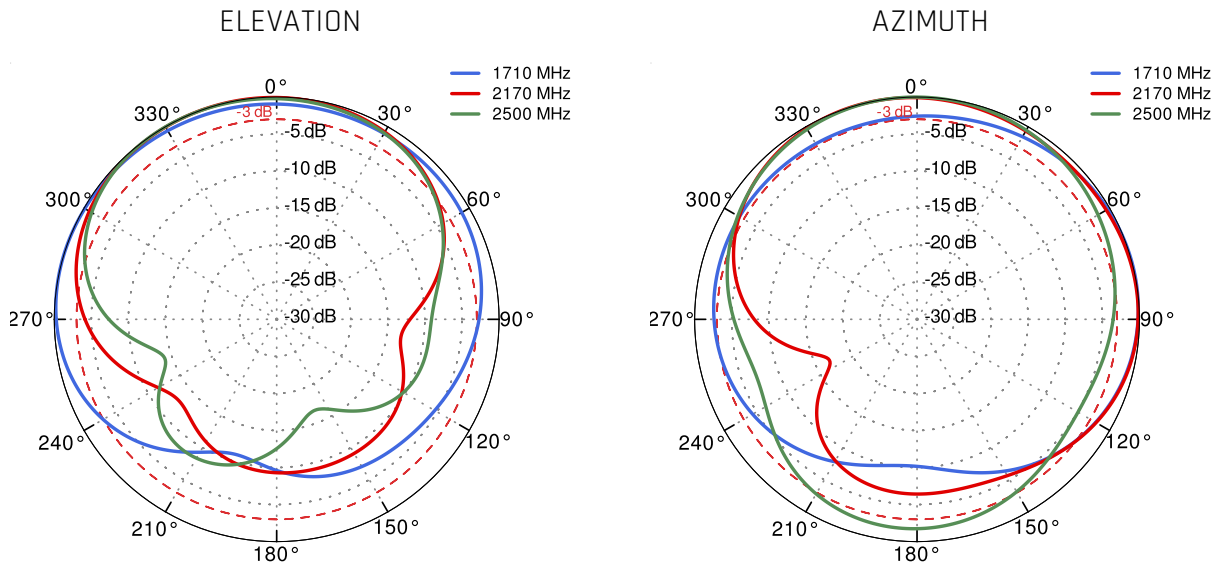 ELEVATION
1710 MHz
2170 MHz
2500 MHz
0°
330°
30°
-3 dB
-5 dB
-10 dB
300°
60°
-15 dB
-20 dB
-25 dB
-30 dB
270°
90°
240°
120°
210°
150°
180°
AZIMUTH
1710 MHz
2170 MHz
2500 MHz
0°
330°
30°
-3 dB
-5 dB
-10 dB
300°
60°
-15 dB
-20 dB
-25 dB
-30 dB
270°
90°
240°
120°
210°
150°
180°